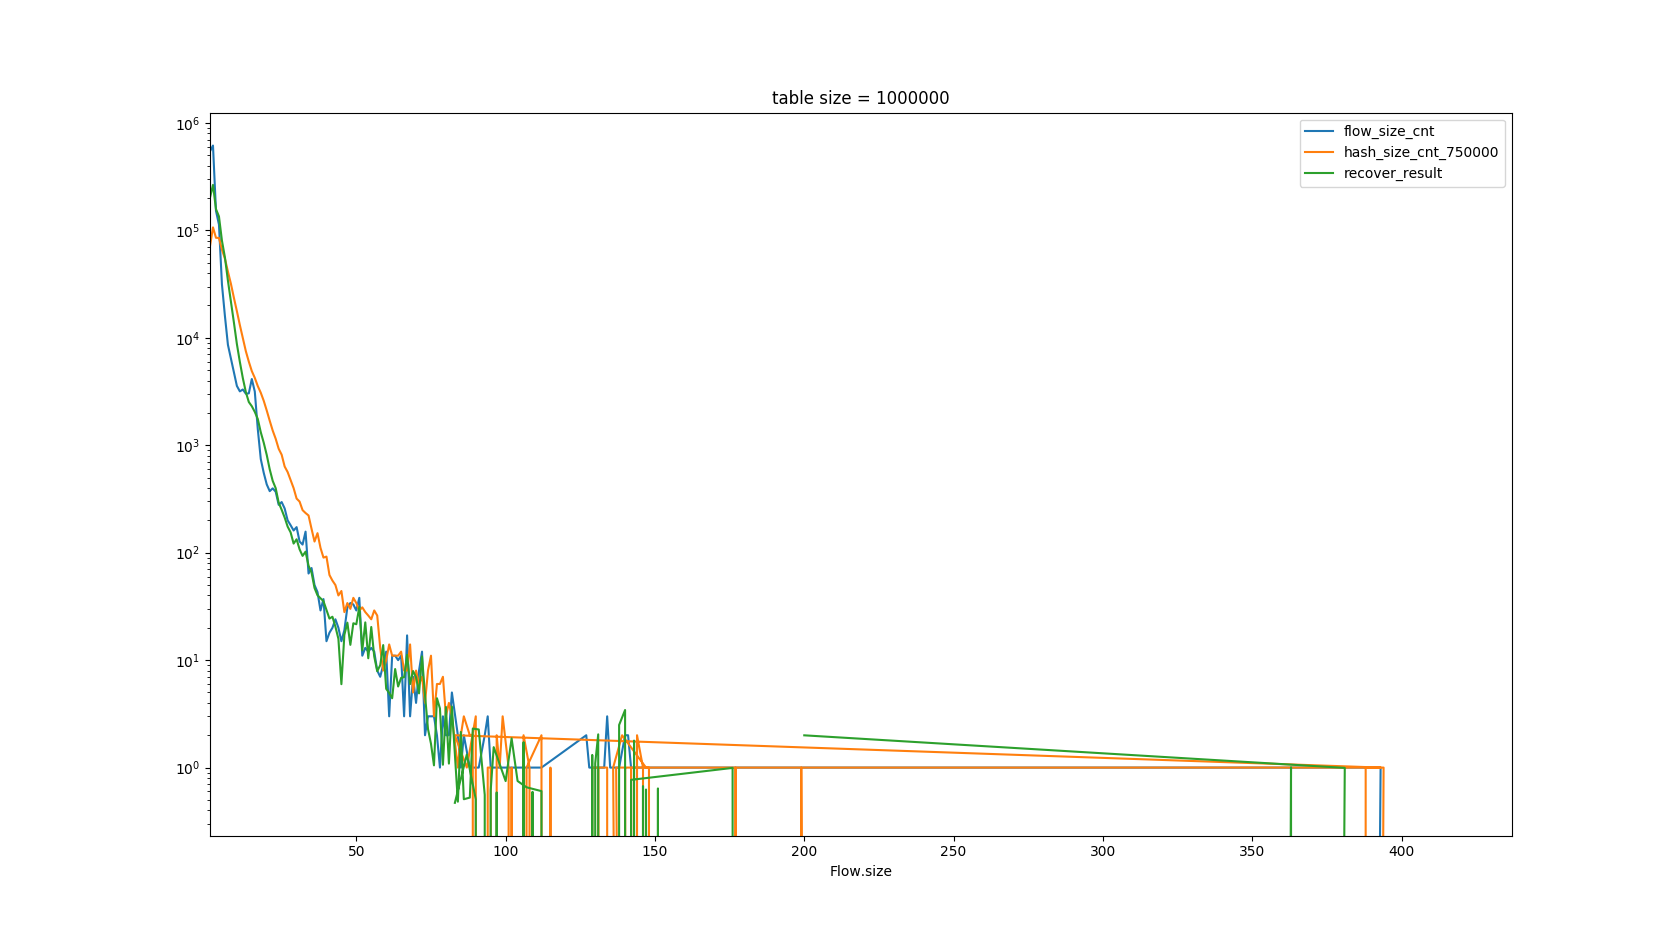 table size = 1000000
flow_size_cnt
hash_size_cnt_750000
recover_result
10^6
10^5
10^4
10^3
10^2
10^1
10^0
50 100 150 200 250 300 350 400
Flow.size